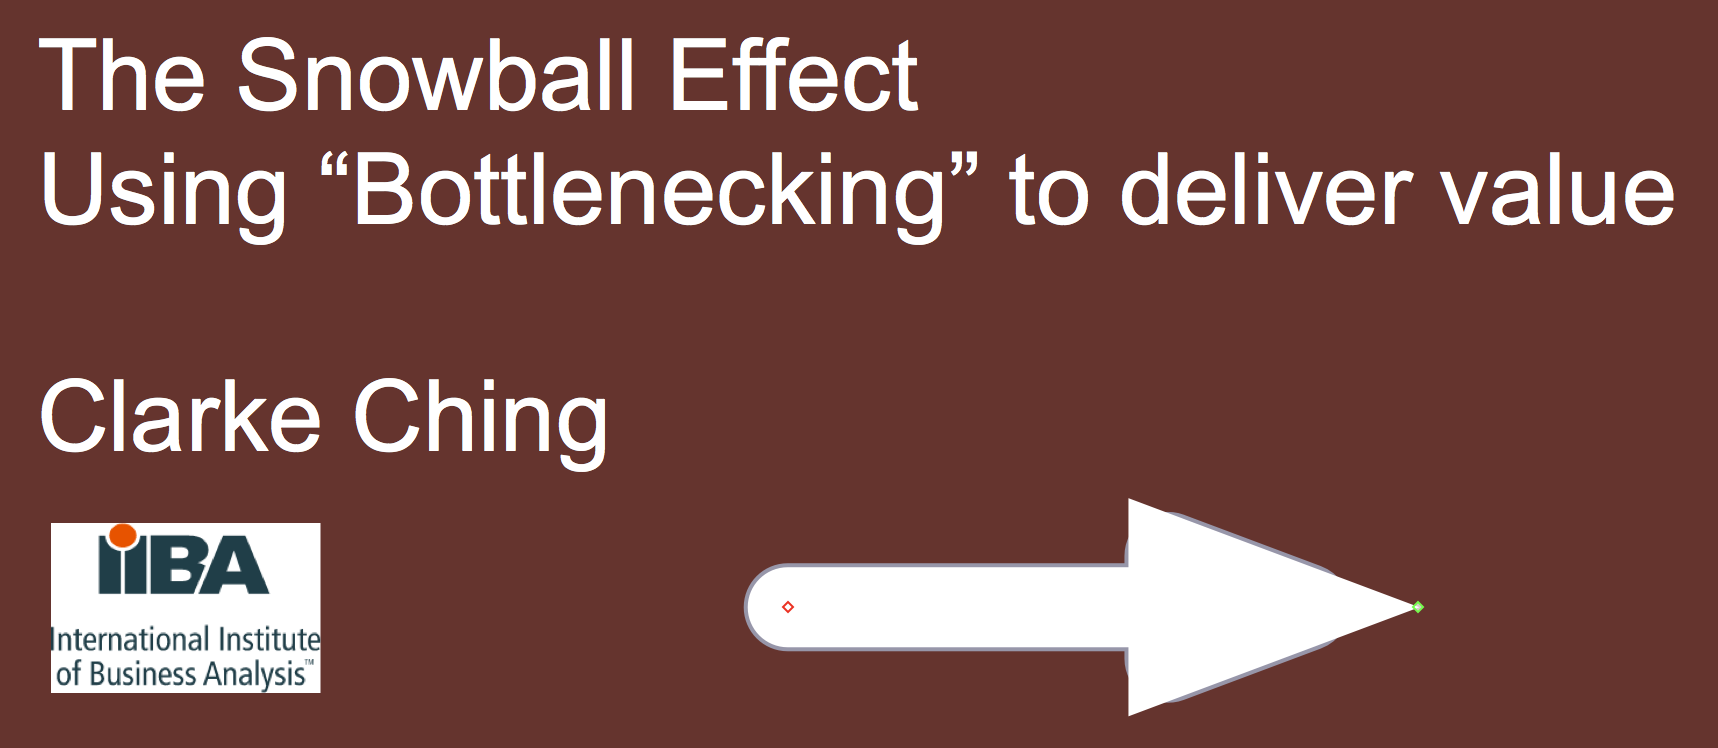 The Snowball Effect
Using “Bottlenecking” to deliver value
Clarke Ching
iiBA
International Institute
of Business Analysis™